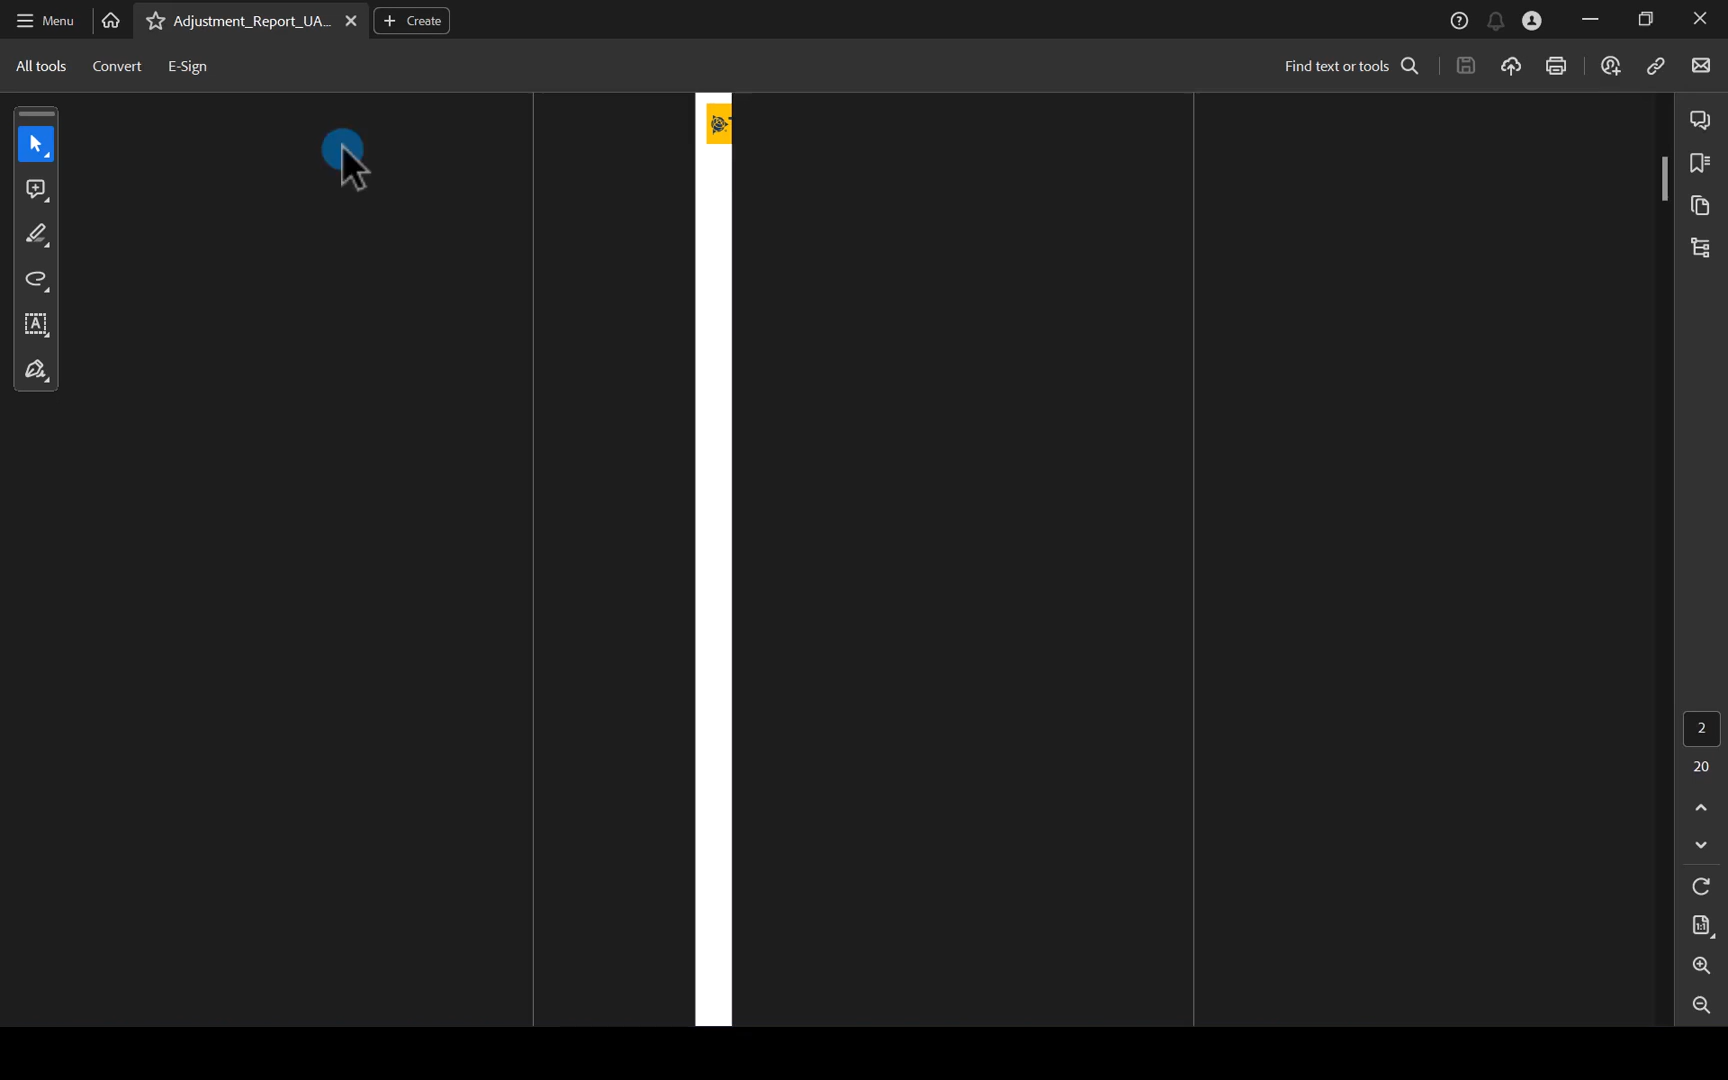 Menu
Adjustment_Report_UA...
Create
All tools
Convert
E-Sign
Find text or tools
2
20